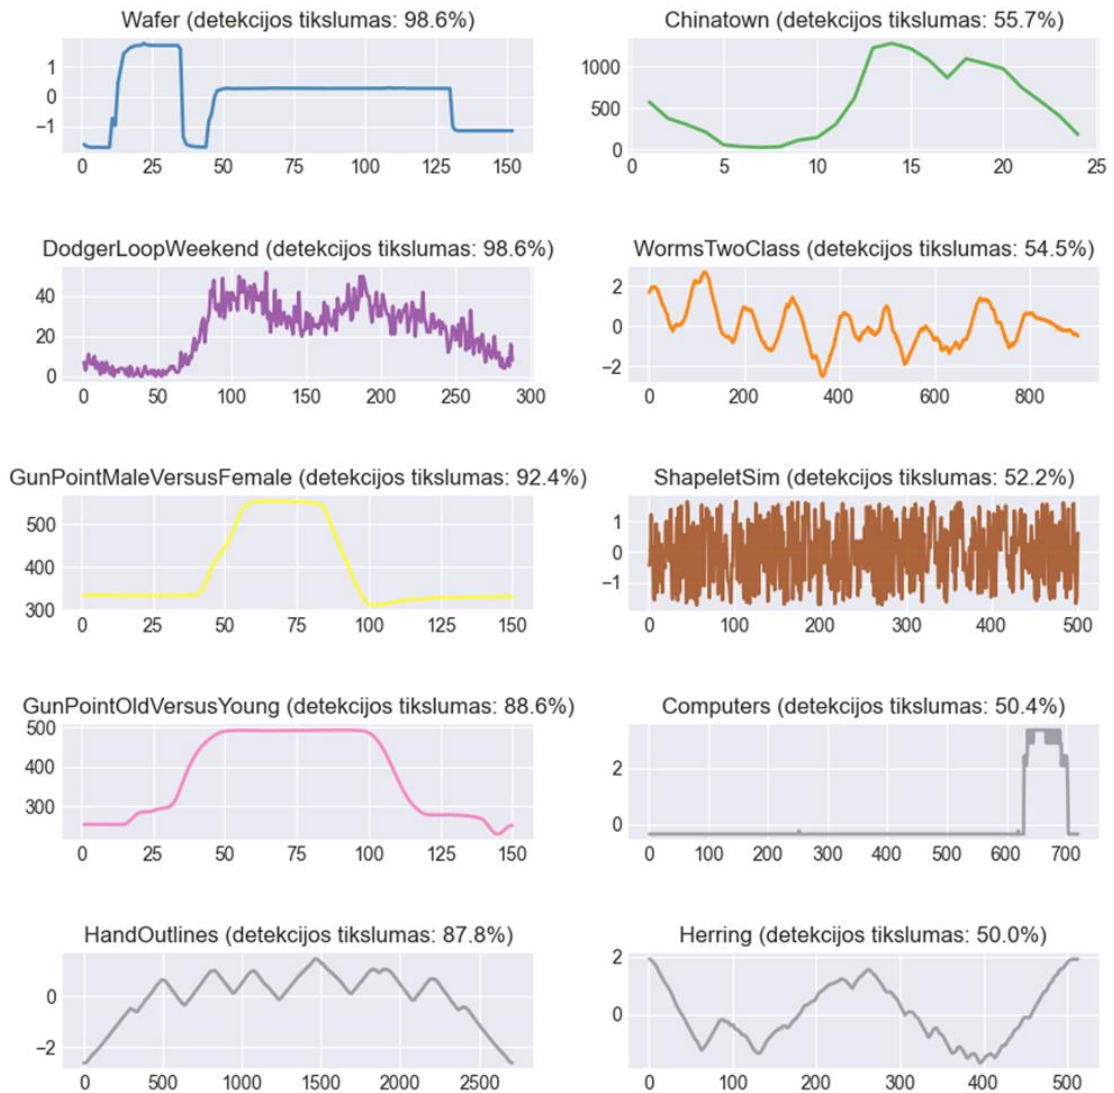 Wafer (detekcijos tikslumas: 98.6%)
1
0
−1
0 25 50 75 100 125 150
Chinatown (detekcijos tikslumas: 55.7%)
1000
500
0
0 5 10 15 20 25
DodgerLoopWeekend (detekcijos tikslumas: 98.6%)
40
20
0
0 50 100 150 200 250 300
WormsTwoClass (detekcijos tikslumas: 54.5%)
2
0
−2
0 200 400 600 800
GunPointMaleVersusFemale (detekcijos tikslumas: 92.4%)
500
400
300
0 25 50 75 100 125 150
ShapeletSim (detekcijos tikslumas: 52.2%)
1
0
−1
0 100 200 300 400 500
GunPointOldVersusYoung (detekcijos tikslumas: 88.6%)
500
400
300
0 25 50 75 100 125 150
Computers (detekcijos tikslumas: 50.4%)
2
0
0 100 200 300 400 500 600 700
HandOutlines (detekcijos tikslumas: 87.8%)
0
−2
0 500 1000 1500 2000 2500
Herring (detekcijos tikslumas: 50.0%)
2
0
0 100 200 300 400 500